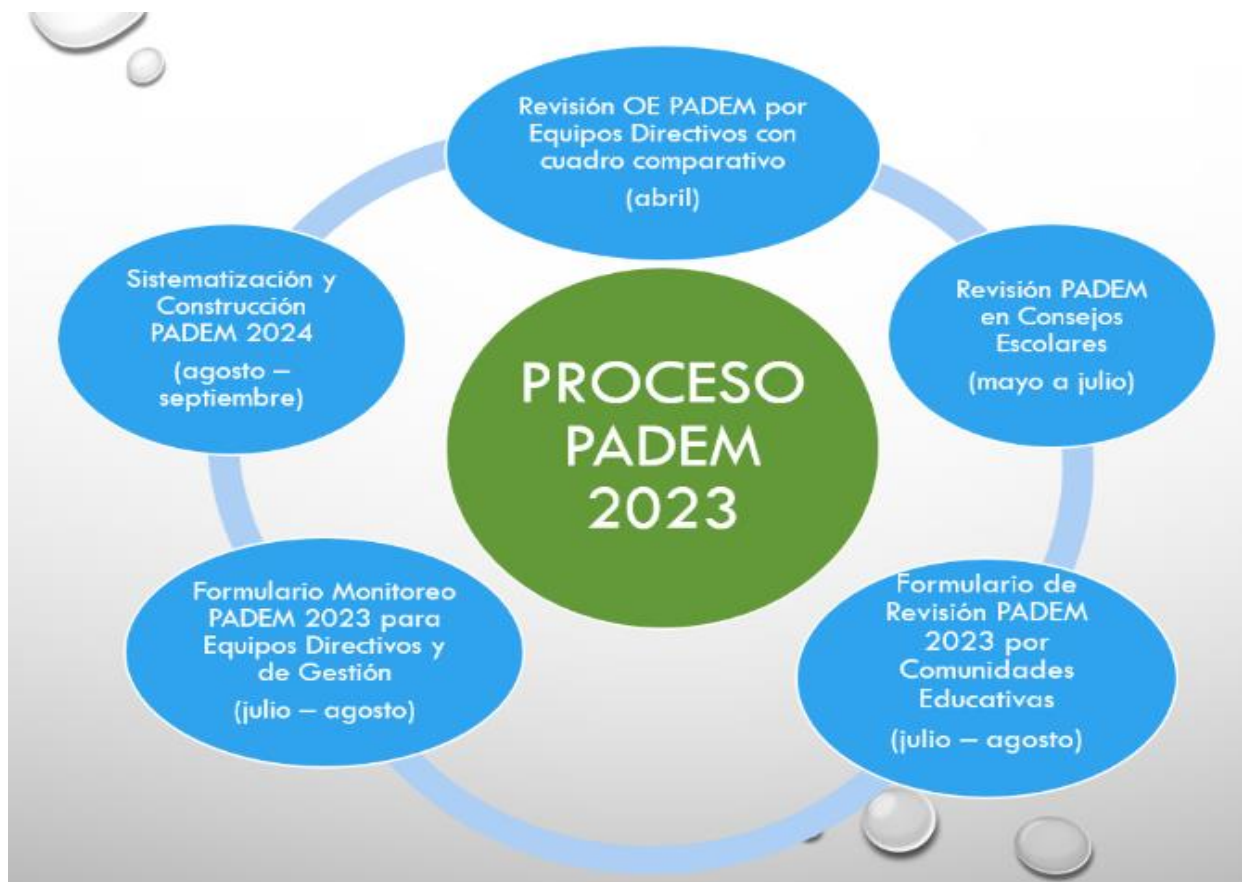 Revisión OE PADEM por
Equipos Directivos con
cuadro comparativo
(abril)
Revisión PADEM
en Consejos
Escolares
(mayo a julio)
Formulario de
Revisión PADEM
2023 por
Comunidades
Educativas
(julio – agosto)
Formulario Monitoreo
PADEM 2023 para
Equipos Directivos y
de Gestión
(julio – agosto)
Sistematización y
Construcción
PADEM 2024
(agosto –
septiembre)
PROCESO
PADEM
2023